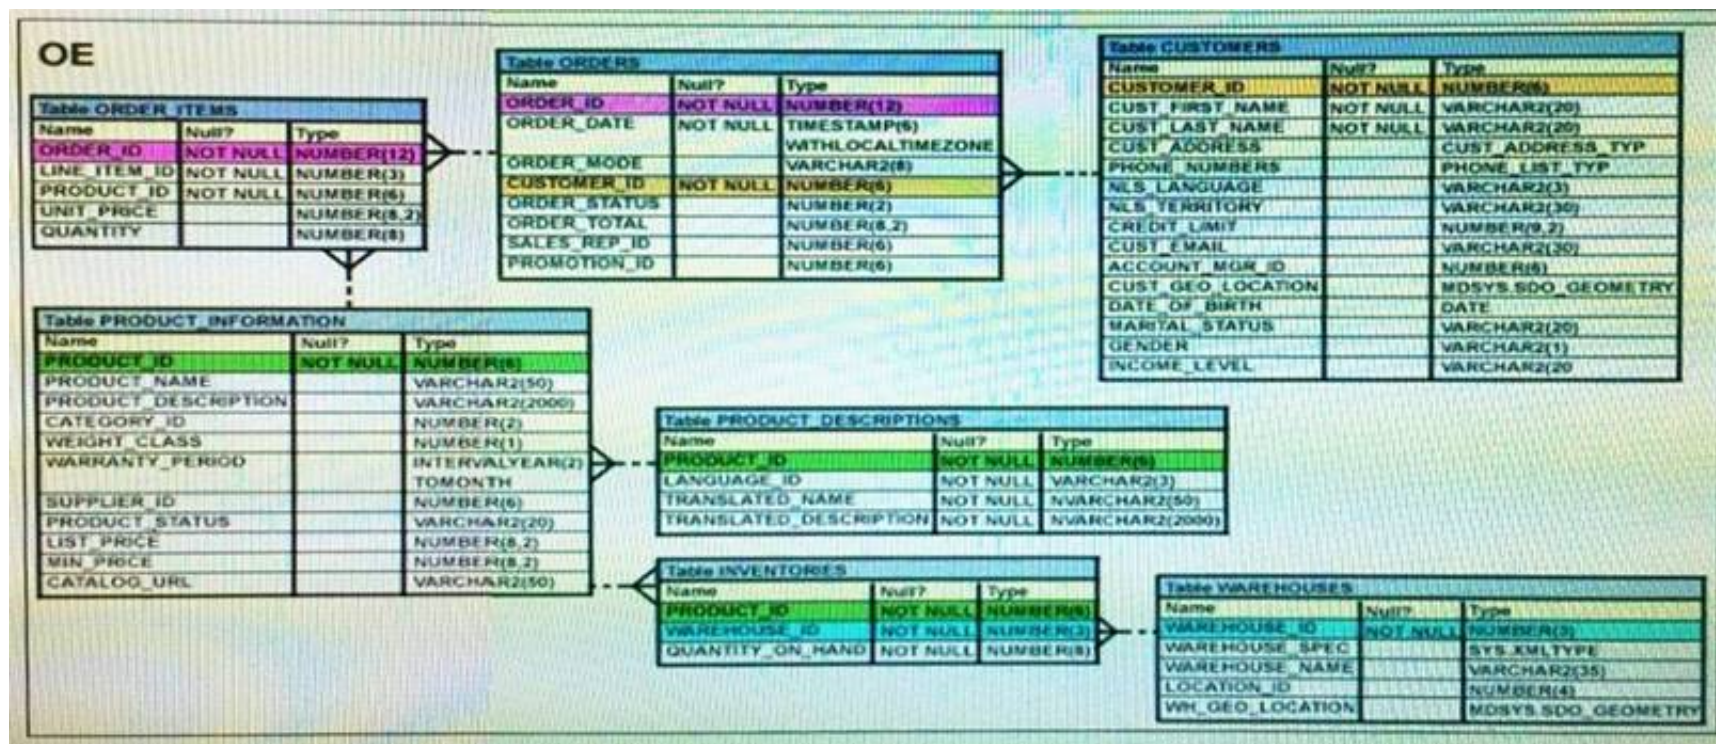 OE
Table ORDER_ITEMS
Name Null? Type
ORDER_ID NOT NULL NUMBER(12)
LINE_ITEM_ID NOT NULL NUMBER(3)
PRODUCT_ID NOT NULL NUMBER(6)
UNIT_PRICE NUMBER(8,2)
QUANTITY NUMBER(8)
Table ORDERS
Name Null? Type
ORDER_ID NOT NULL NUMBER(12)
ORDER_DATE NOT NULL TIMESTAMP(6)
WITHLOCALTIMEZONE
ORDER_MODE VARCHAR2(8)
CUSTOMER_ID NOT NULL NUMBER(6)
ORDER_STATUS NUMBER(2)
ORDER_TOTAL NUMBER(8,2)
SALES_REP_ID NUMBER(6)
PROMOTION_ID NUMBER(6)
Table CUSTOMERS
Name Null? Type
CUSTOMER_ID NOT NULL NUMBER(6)
CUST_FIRST_NAME NOT NULL VARCHAR2(20)
CUST_LAST_NAME NOT NULL VARCHAR2(20)
CUST_ADDRESS CUST_ADDRESS_TYP
PHONE_NUMBERS PHONE_LIST_TYP
NLS_LANGUAGE VARCHAR2(3)
NLS_TERRITORY VARCHAR2(30)
CREDIT_LIMIT NUMBER(9,2)
CUST_EMAIL VARCHAR2(30)
ACCOUNT_MGR_ID NUMBER(6)
CUST_GEO_LOCATION MDSYS.SDO_GEOMETRY
DATE_OF_BIRTH DATE
MARITAL_STATUS VARCHAR2(20)
GENDER VARCHAR2(1)
INCOME_LEVEL VARCHAR2(20
Table PRODUCT_INFORMATION
Name Null? Type
PRODUCT_ID NOT NULL NUMBER(6)
PRODUCT_NAME VARCHAR2(50)
PRODUCT_DESCRIPTION VARCHAR2(2000)
CATEGORY_ID NUMBER(2)
WEIGHT_CLASS NUMBER(1)
WARRANTY_PERIOD INTERVALYEAR(2)
TOMONTH
SUPPLIER_ID NUMBER(6)
PRODUCT_STATUS VARCHAR2(20)
LIST_PRICE NUMBER(8,2)
MIN_PRICE NUMBER(8,2)
CATALOG_URL VARCHAR2(50)
Table PRODUCT_DESCRIPTIONS
Name Null? Type
PRODUCT_ID NOT NULL NUMBER(6)
LANGUAGE_ID NOT NULL VARCHAR2(3)
TRANSLATED_NAME NOT NULL NVARCHAR2(50)
TRANSLATED_DESCRIPTION NOT NULL NVARCHAR2(2000)
Table INVENTORIES
Name Null? Type
PRODUCT_ID NOT NULL NUMBER(6)
WAREHOUSE_ID NOT NULL NUMBER(3)
QUANTITY_ON_HAND NOT NULL NUMBER(8)
Table WAREHOUSES
Name Null? Type
WAREHOUSE_ID NOT NULL NUMBER(3)
WAREHOUSE_SPEC SYS.XMLTYPE
WAREHOUSE_NAME VARCHAR2(35)
LOCATION_ID NUMBER(4)
WH_GEO_LOCATION MDSYS.SDO_GEOMETRY